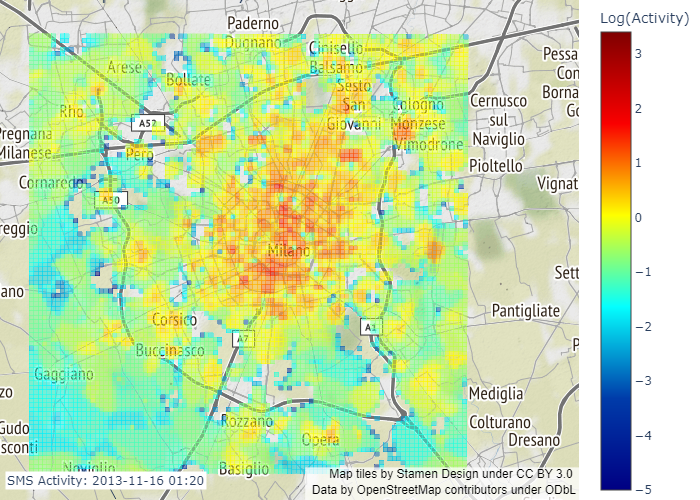 Log(Activity)
Paderno
Dugnano
Cinisello
Balsamo
Arese
Bollate
Sesto
San
Giovanni
Cologno
Monzese
Vimodrone
Cernusco
sul
Naviglio
Pioltello
Pessa
Con
Borna
Go
Rho
A52
Pregnana
Milanese
Pero
Cornaredo
A50
Vignat
reggio
Milano
Sett
ano
Pantigliate
Corsico
A7
A1
Buccinasco
P
Gaggiano
zo
Mediglia
Rozzano
Colturano
Gudo
sconti
Opera
Dresano
Noviglio
Basiglio
SMS Activity: 2013-11-16 01:20
Map tiles by Stamen Design under CC BY 3.0
Data by OpenStreetMap contributors under ODbL
3
2
1
0
−1
−2
−3
−4
−5